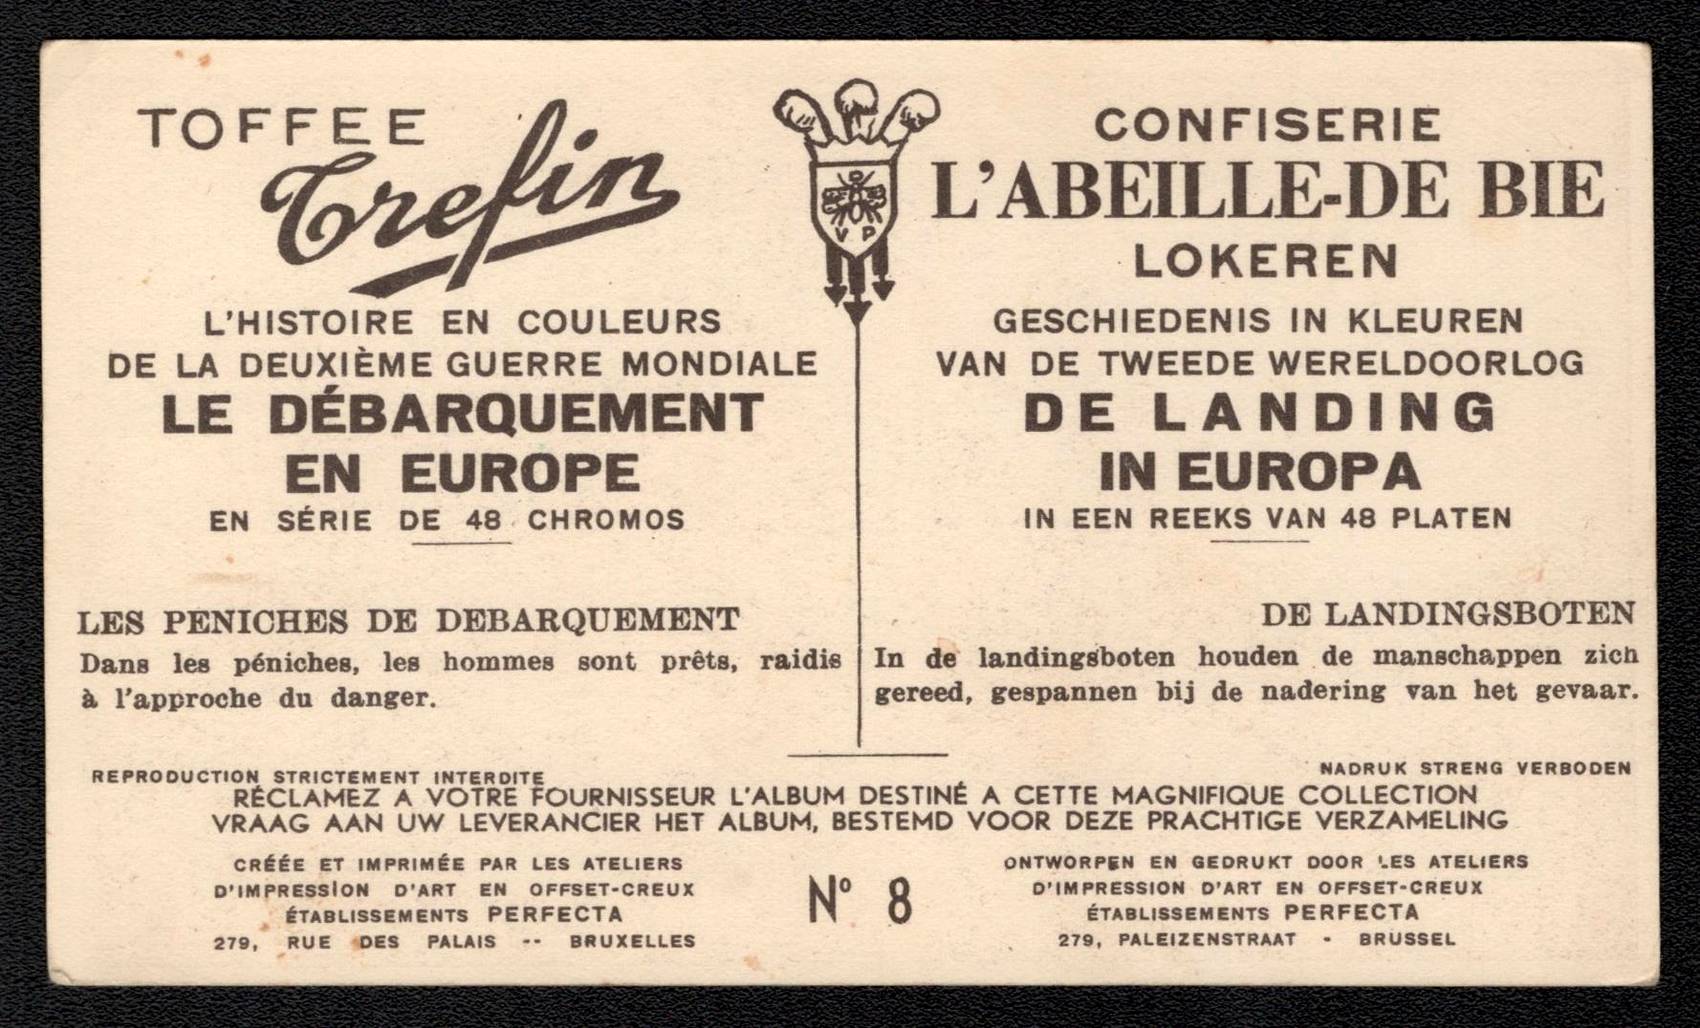 TOFFEE
Trefin
L'HISTOIRE EN COULEURS
DE LA DEUXIÈME GUERRE MONDIALE
LE DÉBARQUEMENT
EN EUROPE
EN SÉRIE DE 48 CHROMOS
LES PENICHES DE DEBARQUEMENT
Dans les péniches, les hommes sont prêts, raidis
à l'approche du danger.
V P
CONFISERIE
L'ABEILLE-DE BIE
LOKEREN
GESCHIEDENIS IN KLEUREN
VAN DE TWEEDE WERELDOORLOG
DE LANDING
IN EUROPA
IN EEN REEKS VAN 48 PLATEN
DE LANDINGSBOTEN
In de landingsboten houden de manschappen zich
gereed, gespannen bij de nadering van het gevaar.
REPRODUCTION STRICTEMENT INTERDITE
NADRUK STRENG VERBODEN
RÉCLAMEZ A VOTRE FOURNISSEUR L'ALBUM DESTINÉ A CETTE MAGNIFIQUE COLLECTION
VRAAG AAN UW LEVERANCIER HET ALBUM, BESTEMD VOOR DEZE PRACHTIGE VERZAMELING
CRÉÉE ET IMPRIMÉE PAR LES ATELIERS
D'IMPRESSION D'ART EN OFFSET-CREUX
ÉTABLISSEMENTS PERFECTA
279, RUE DES PALAIS -- BRUXELLES
Nº 8
ONTWORPEN EN GEDRUKT DOOR LES ATELIERS
D'IMPRESSION D'ART EN OFFSET-CREUX
ÉTABLISSEMENTS PERFECTA
279, PALEIZENSTRAAT - BRUSSEL